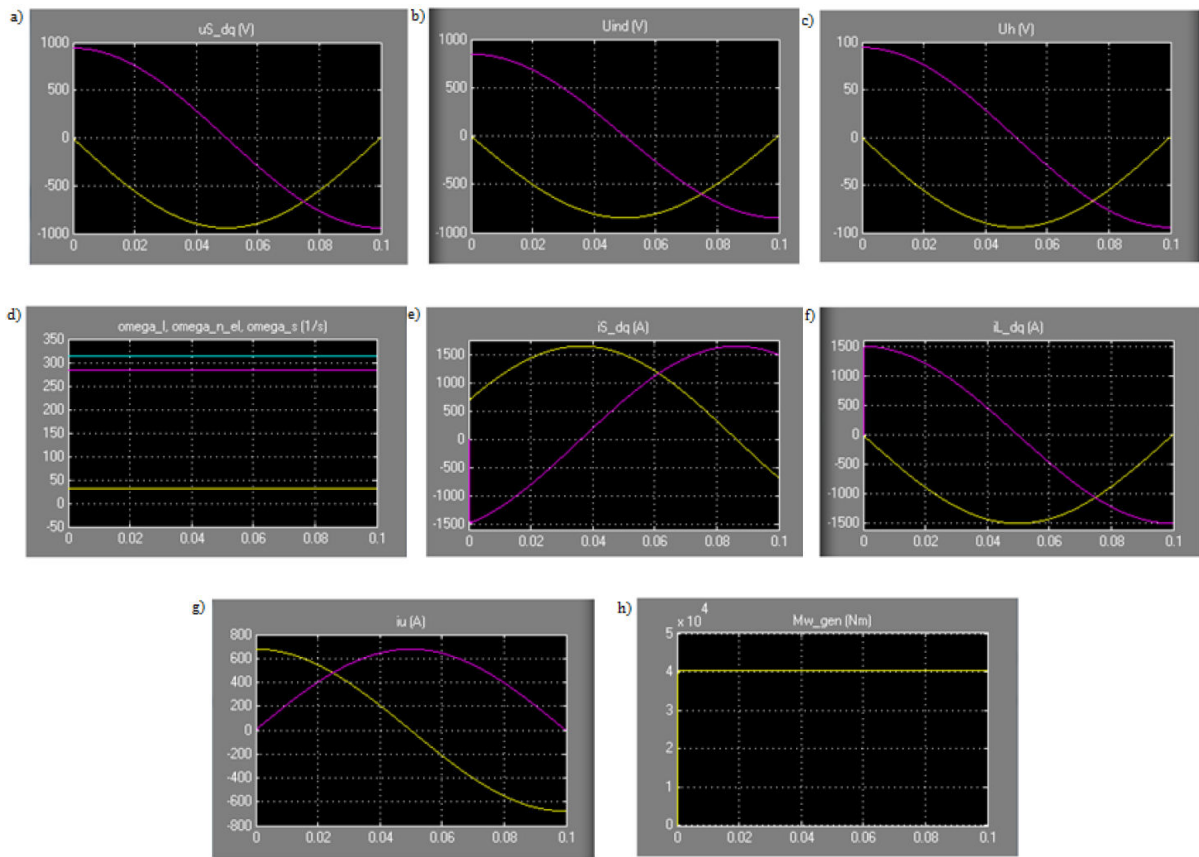 a)
uS_dq (V)
1000
500
0
-500
-1000
0 0.02 0.04 0.06 0.08 0.1
b)
Uind (V)
1000
500
0
-500
-1000
0 0.02 0.04 0.06 0.08 0.1
c)
Uh (V)
100
50
0
-50
-100
0 0.02 0.04 0.06 0.08 0.1
d)
omega_l, omega_n_el, omega_s (1/s)
350
300
250
200
150
100
50
0
-50
0 0.02 0.04 0.06 0.08 0.1
e)
iS_dq (A)
1500
1000
500
0
-500
-1000
-1500
0 0.02 0.04 0.06 0.08 0.1
f)
iL_dq (A)
1500
1000
500
0
-500
-1000
-1500
0 0.02 0.04 0.06 0.08 0.1
g)
iu (A)
800
600
400
200
0
-200
-400
-600
-800
0 0.02 0.04 0.06 0.08 0.1
h)
x 10^4
Mw_gen (Nm)
5
4
3
2
1
0
0 0.02 0.04 0.06 0.08 0.1